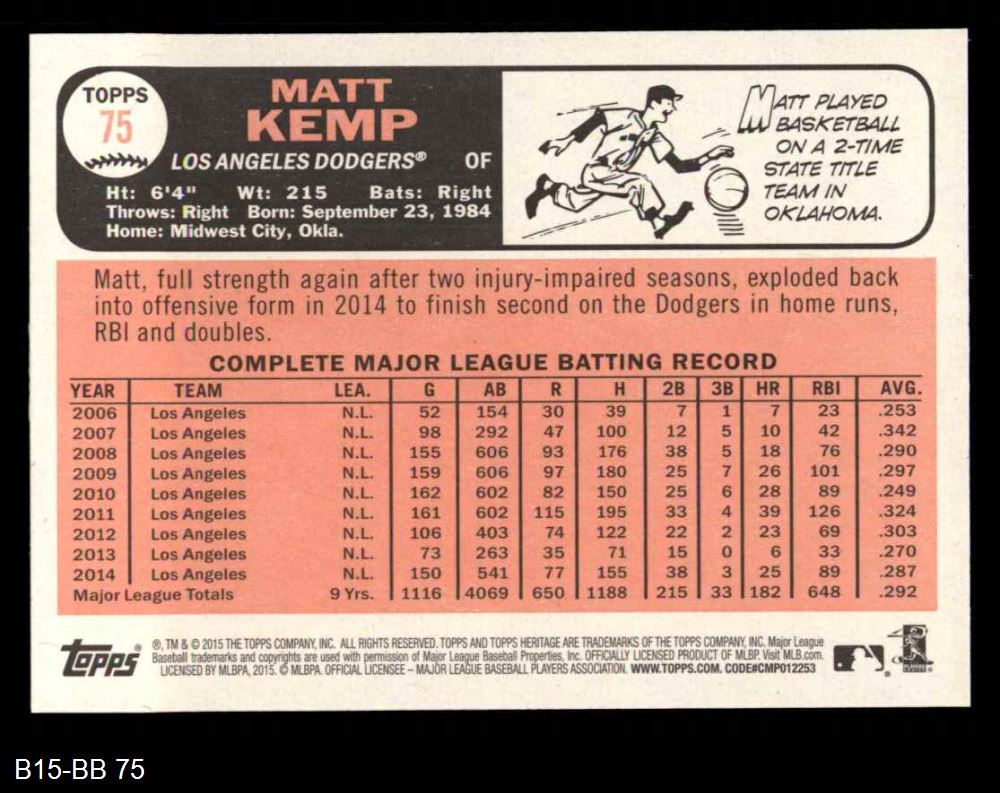 TOPPS
75
MATT
KEMP
LOS ANGELES DODGERS® OF
Ht: 6'4" Wt: 215 Bats: Right
Throws: Right Born: September 23, 1984
Home: Midwest City, Okla.
MATT PLAYED
BASKETBALL
ON A 2-TIME
STATE TITLE
TEAM IN
OKLAHOMA.
Matt, full strength again after two injury-impaired seasons, exploded back
into offensive form in 2014 to finish second on the Dodgers in home runs,
RBI and doubles.
COMPLETE MAJOR LEAGUE BATTING RECORD
YEAR TEAM LEA. G AB R H 2B 3B HR RBI AVG.
2006 Los Angeles N.L. 52 154 30 39 7 1 7 23 .253
2007 Los Angeles N.L. 98 292 47 100 12 5 10 42 .342
2008 Los Angeles N.L. 155 606 93 176 38 5 18 76 .290
2009 Los Angeles N.L. 159 606 97 180 25 7 26 101 .297
2010 Los Angeles N.L. 162 602 82 150 25 6 28 89 .249
2011 Los Angeles N.L. 161 602 115 195 33 4 39 126 .324
2012 Los Angeles N.L. 106 403 74 122 22 2 23 69 .303
2013 Los Angeles N.L. 73 263 35 71 15 0 6 33 .270
2014 Los Angeles N.L. 150 541 77 155 38 3 25 89 .287
Major League Totals 9 Yrs. 1116 4069 650 1188 215 33 182 648 .292
Topps®
®, TM & © 2015 THE TOPPS COMPANY, INC. ALL RIGHTS RESERVED. TOPPS AND TOPPS HERITAGE ARE TRADEMARKS OF THE TOPPS COMPANY, INC. Major League
Baseball trademarks and copyrights are used with permission of Major League Baseball Properties, Inc. OFFICIALLY LICENSED PRODUCT OF MLBP. Visit MLB.com.
LICENSED BY MLBPA, 2015. © MLBPA. OFFICIAL LICENSEE – MAJOR LEAGUE BASEBALL PLAYERS ASSOCIATION. WWW.TOPPS.COM. CODE#CMP012253
B15-BB 75